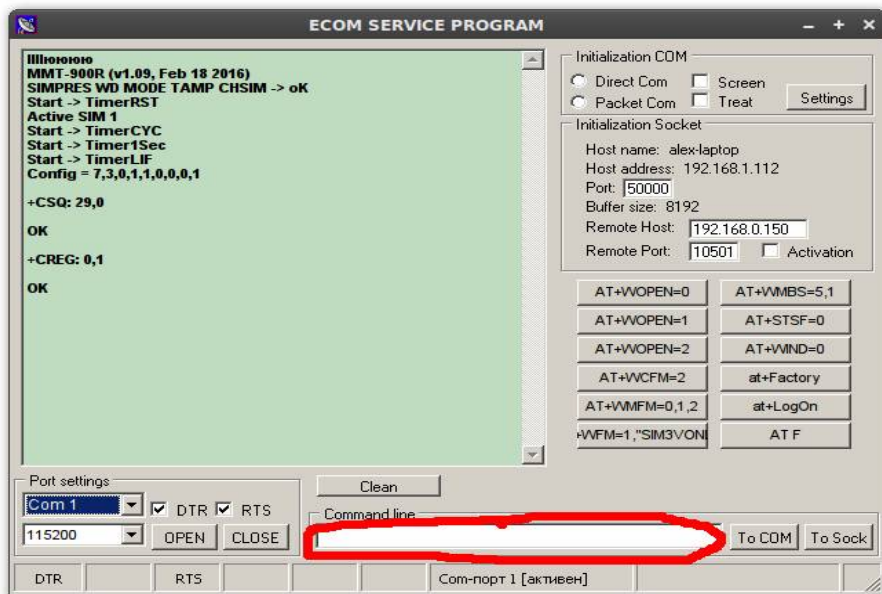 ECOM SERVICE PROGRAM
IIIIюююю
MMT-900R (v1.09, Feb 18 2016)
SIMPRES WD MODE TAMP CHSIM -> oK
Start -> TimerRST
Active SIM 1
Start -> TimerCYC
Start -> Timer1Sec
Start -> TimerLIF
Config = 7,3,0,1,1,0,0,0,1
+CSQ: 29,0
OK
+CREG: 0,1
OK
Initialization COM
Direct Com Screen
Packet Com Treat
Settings
Initialization Socket
Host name: alex-laptop
Host address: 192.168.1.112
Port: 50000
Buffer size: 8192
Remote Host: 192.168.0.150
Remote Port: 10501 Activation
AT+WOPEN=0 AT+WMBS=5,1
AT+WOPEN=1 AT+STSF=0
AT+WOPEN=2 AT+WIND=0
AT+WCFM=2 at+Factory
AT+WMFM=0,1,2 at+LogOn
+WFM=1,"SIM3VON AT F
Port settings
Com 1 DTR RTS
115200 OPEN CLOSE
Clean
Command line
To COM To Sock
DTR RTS Com-порт 1 [активен]